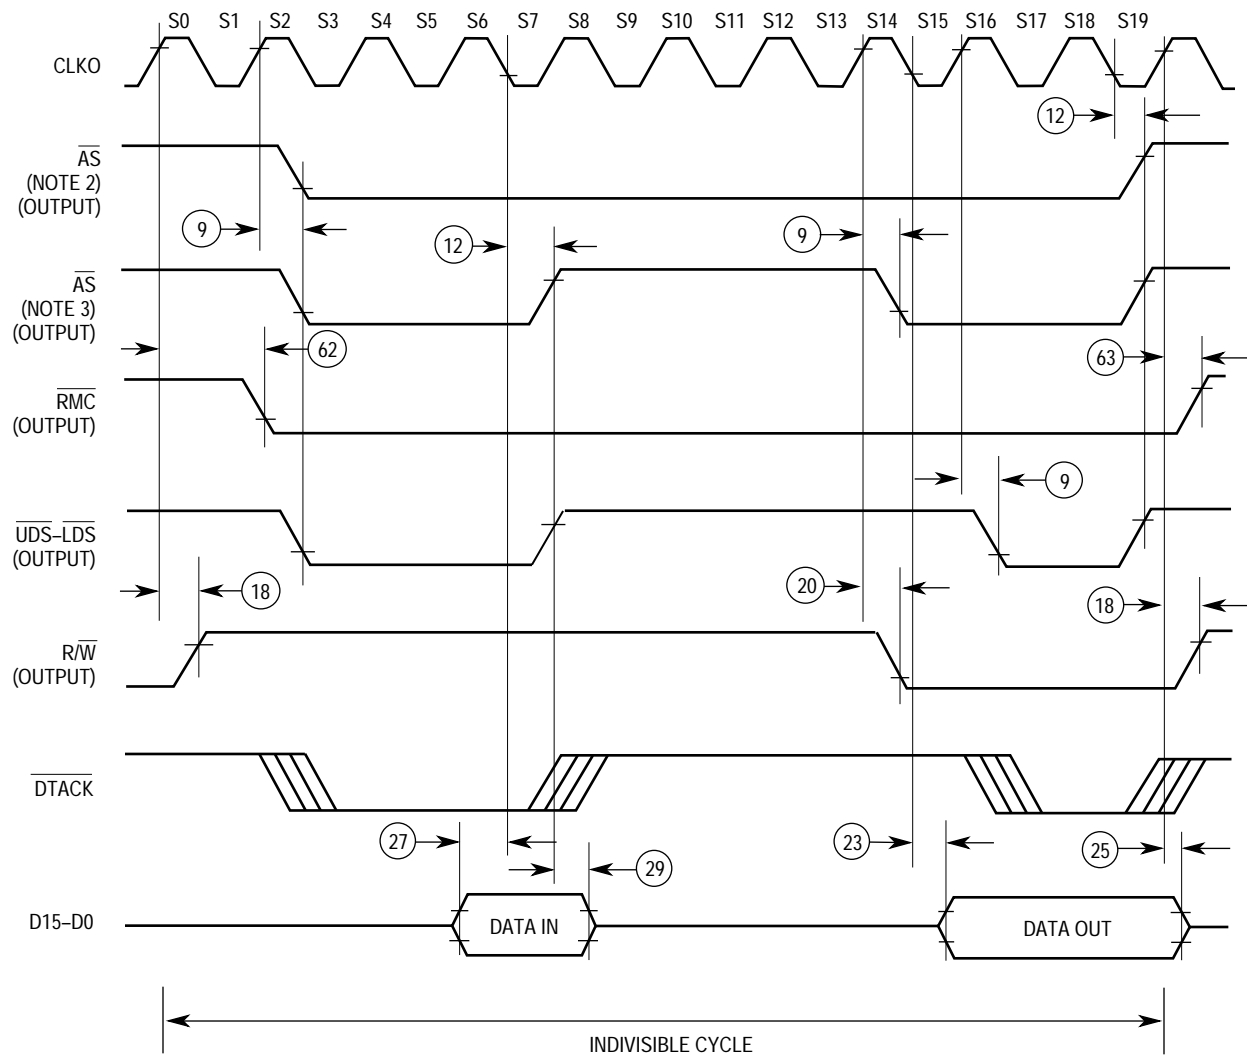 S0 S1 S2 S3 S4 S5 S6 S7 S8 S9 S10 S11 S12 S13 S14 S15 S16 S17 S18 S19
CLKO
12
AS
(NOTE 2)
(OUTPUT)
9
12
9
AS
(NOTE 3)
(OUTPUT)
62
63
RMC
(OUTPUT)
9
UDS–LDS
(OUTPUT)
18
20
18
R/W
(OUTPUT)
DTACK
27
23
25
29
D15–D0
DATA IN
DATA OUT
INDIVISIBLE CYCLE